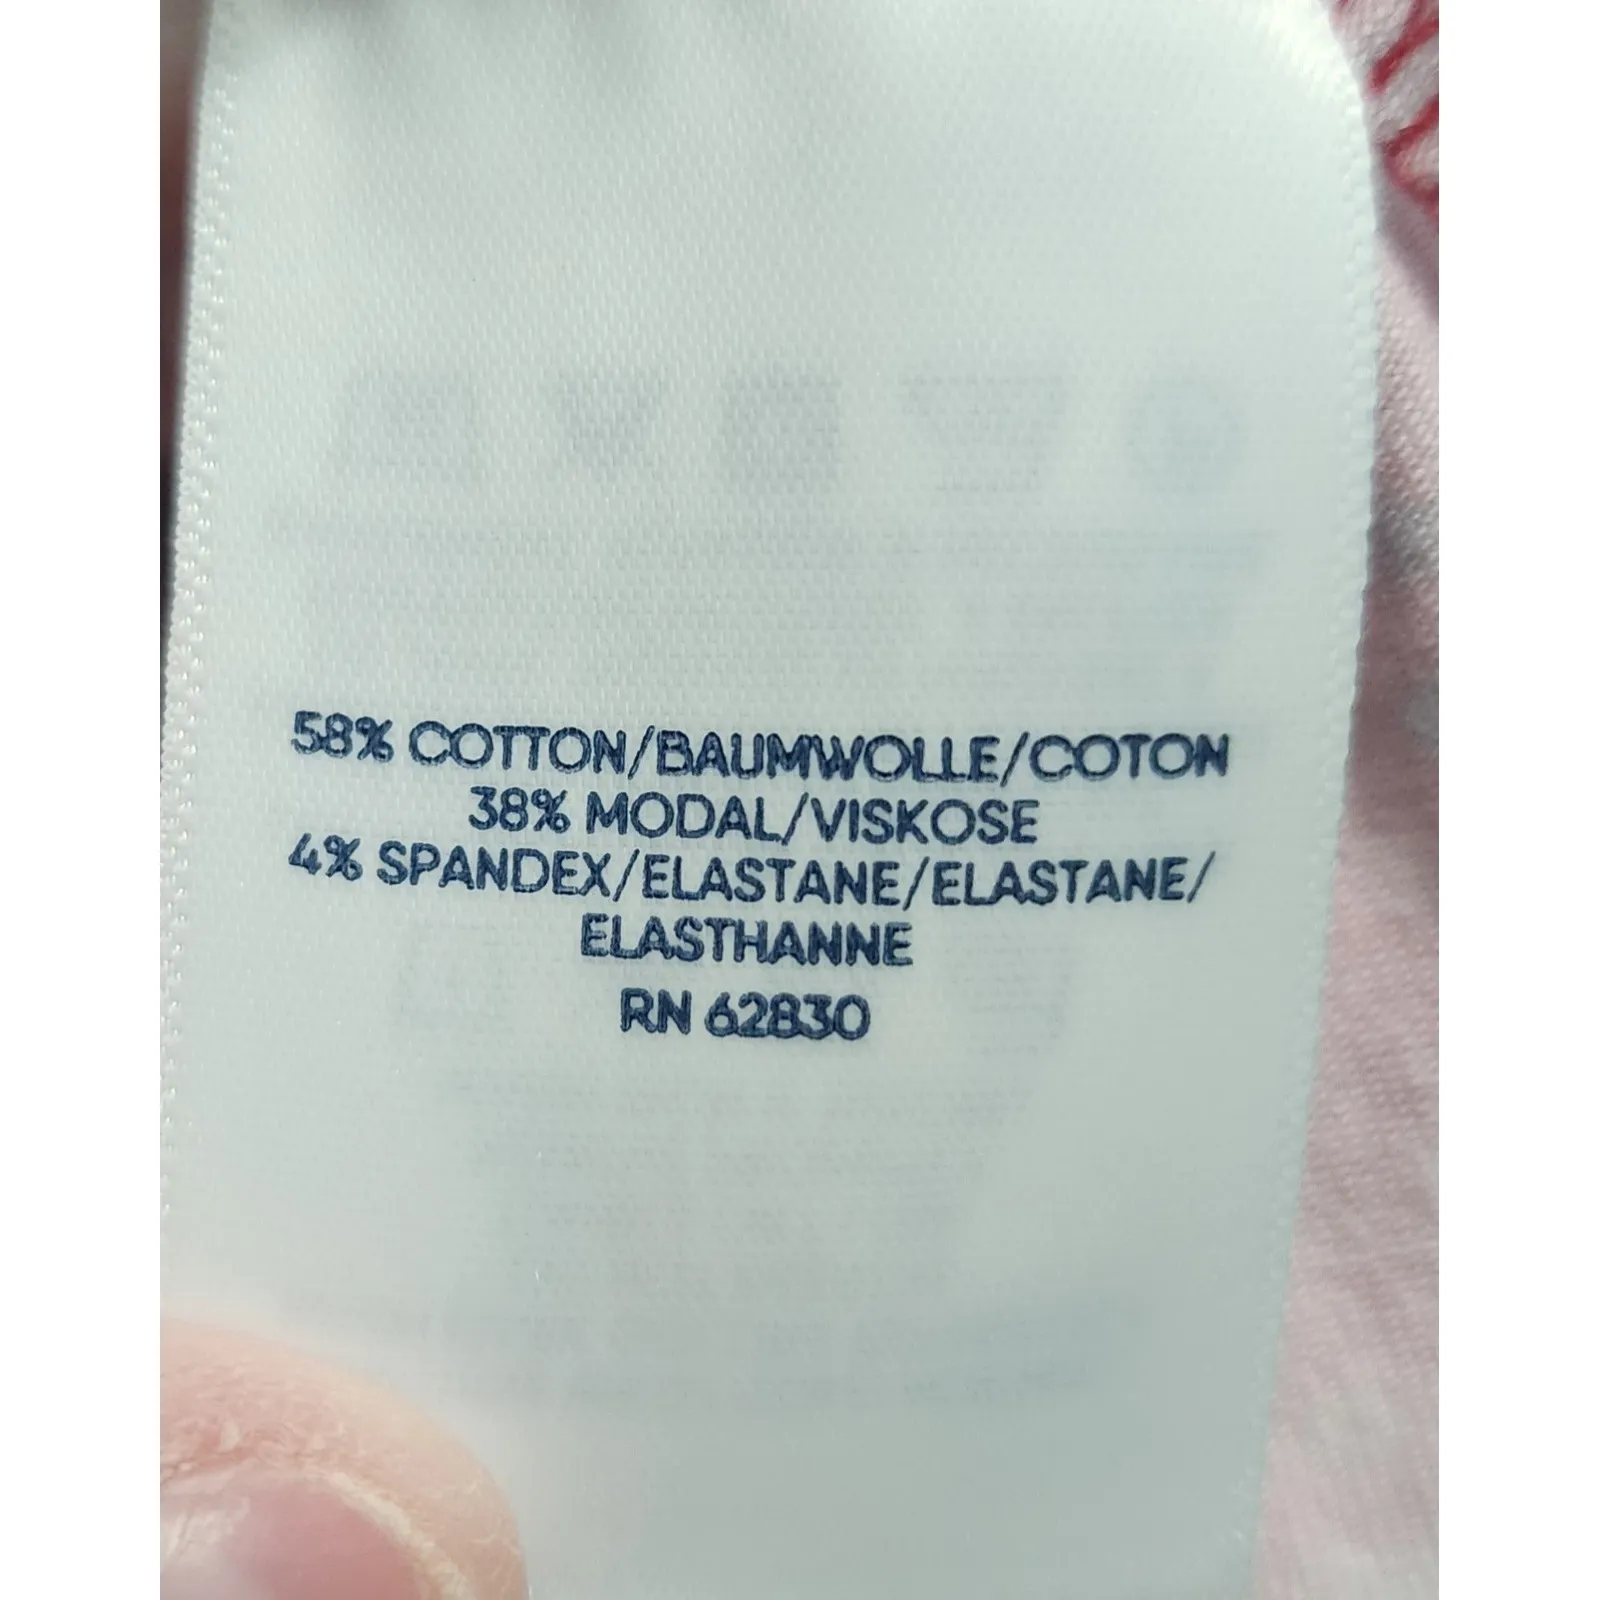 58% COTTON/BAUMWOLLE/COTON
38% MODAL/VISKOSE
4% SPANDEX/ELASTANE/ELASTANE/
ELASTHANNE
RN 62830